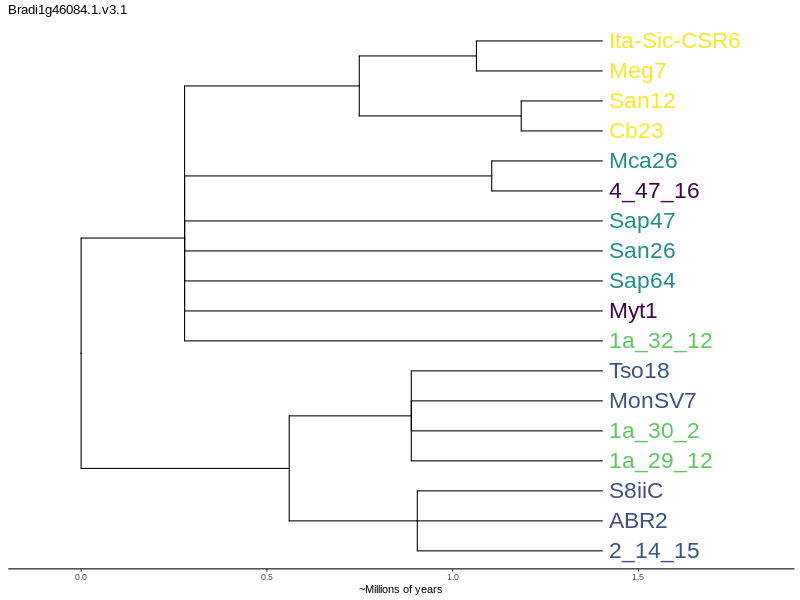 Bradi1g46084.1.v3.1
Ita-Sic-CSR6
Meg7
San12
Cb23
Mca26
4_47_16
Sap47
San26
Sap64
Myt1
1a_32_12
Tso18
MonSV7
1a_30_2
1a_29_12
S8iiC
ABR2
2_14_15
0.0 0.5 1.0 1.5
~Millions of years